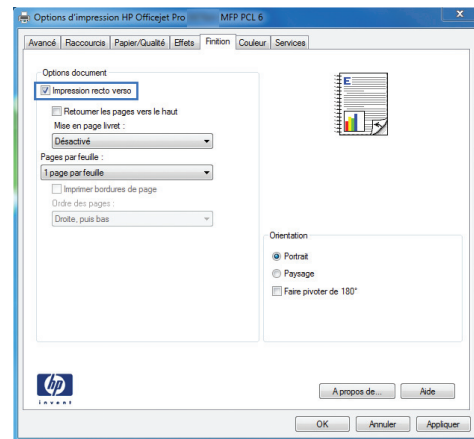 Options d'impression HP Officejet Pro MFP PCL 6
Avancé Raccourcis Papier/Qualité Effets Finition Couleur Services
Options document
Impression recto verso
Retourner les pages vers le haut
Mise en page livret :
Désactivé
Pages par feuille :
1 page par feuille
Imprimer bordures de page
Ordre des pages :
Droite, puis bas
E
Orientation
Portrait
Paysage
Faire pivoter de 180°
hp
invent
A propos de... Aide
OK Annuler Appliquer